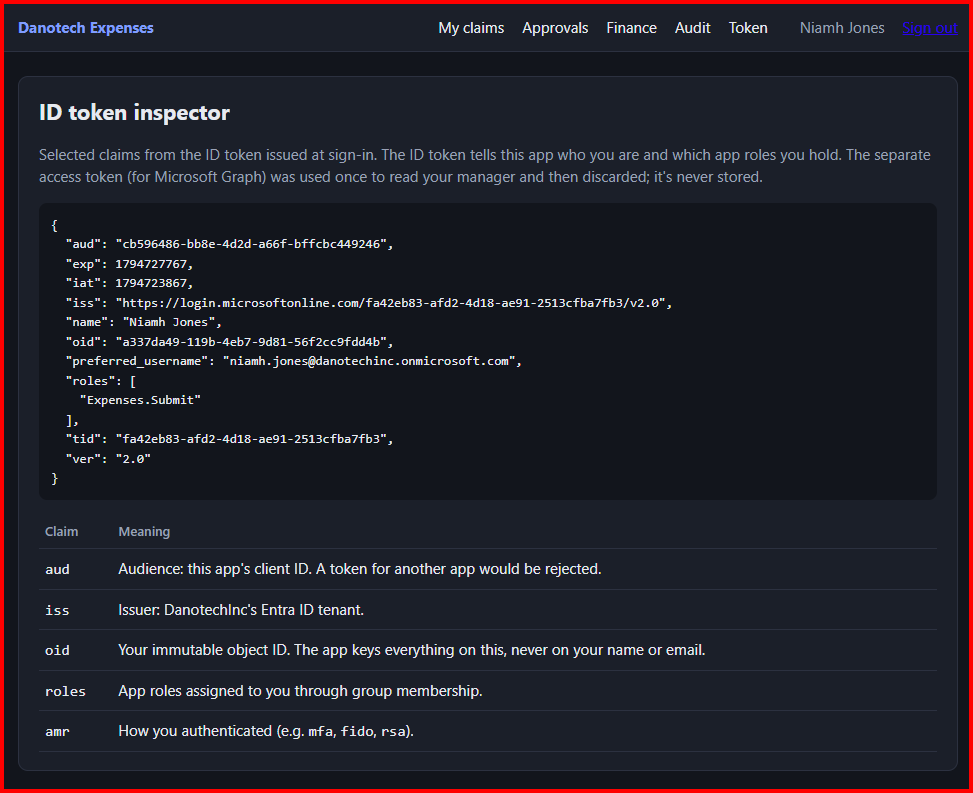 Danotech Expenses My claims Approvals Finance Audit Token Niamh Jones Sign out
ID token inspector
Selected claims from the ID token issued at sign-in. The ID token tells this app who you are and which app roles you hold. The separate
access token (for Microsoft Graph) was used once to read your manager and then discarded; it's never stored.
{
  "aud": "cb596486-bb8e-4d2d-a66f-bffcbc449246",
  "exp": 1794727767,
  "iat": 1794723867,
  "iss": "https://login.microsoftonline.com/fa42eb83-afd2-4d18-ae91-2513cfba7fb3/v2.0",
  "name": "Niamh Jones",
  "oid": "a337da49-119b-4eb7-9d81-56f2cc9fdd4b",
  "preferred_username": "niamh.jones@danotechinc.onmicrosoft.com",
  "roles": [
    "Expenses.Submit"
  ],
  "tid": "fa42eb83-afd2-4d18-ae91-2513cfba7fb3",
  "ver": "2.0"
}
Claim Meaning
aud Audience: this app's client ID. A token for another app would be rejected.
iss Issuer: DanotechInc's Entra ID tenant.
oid Your immutable object ID. The app keys everything on this, never on your name or email.
roles App roles assigned to you through group membership.
amr How you authenticated (e.g. mfa, fido, rsa).